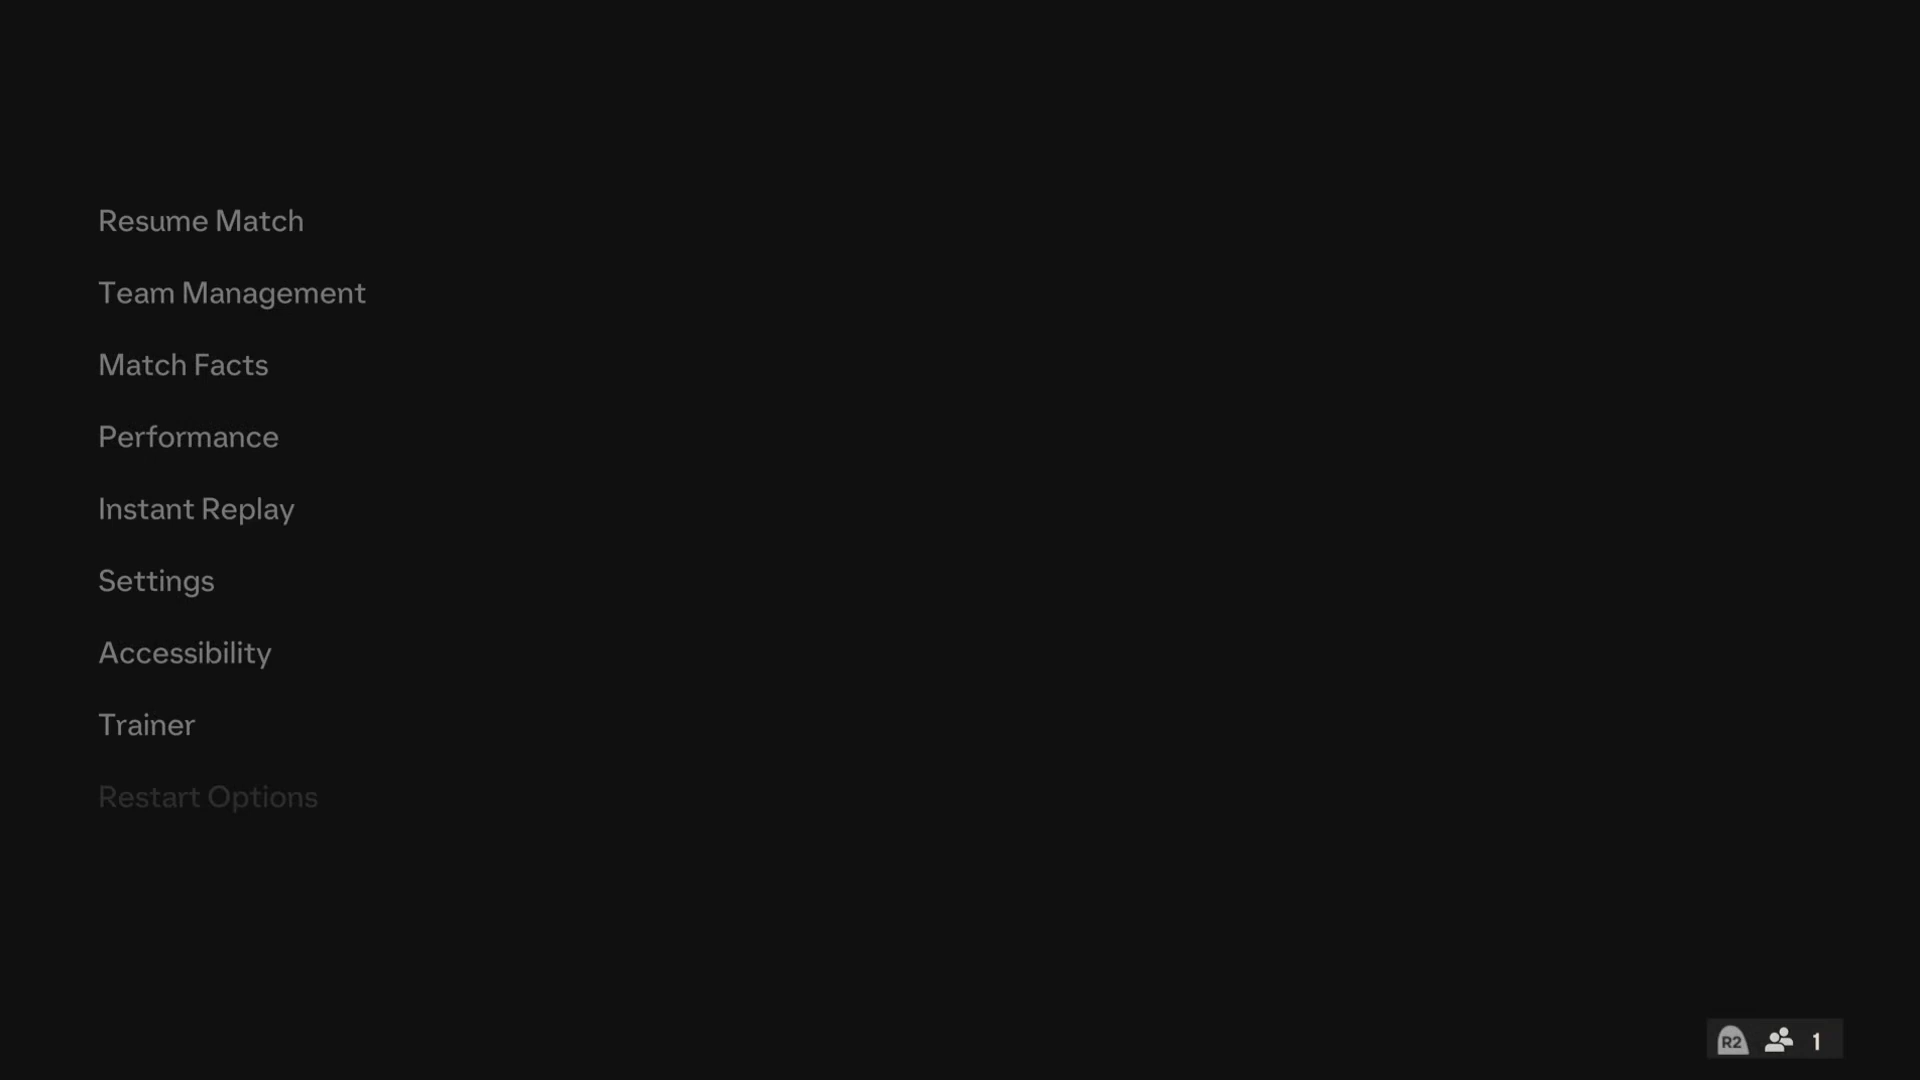 Resume Match
Team Management
Match Facts
Performance
Instant Replay
Settings
Accessibility
Trainer
Restart Options
R2 1